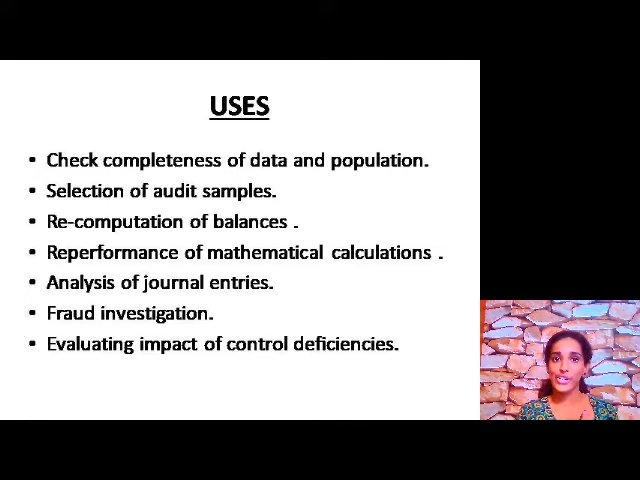 USES
• Check completeness of data and population.
• Selection of audit samples.
• Re-computation of balances .
• Reperformance of mathematical calculations .
• Analysis of journal entries.
• Fraud investigation.
• Evaluating impact of control deficiencies.